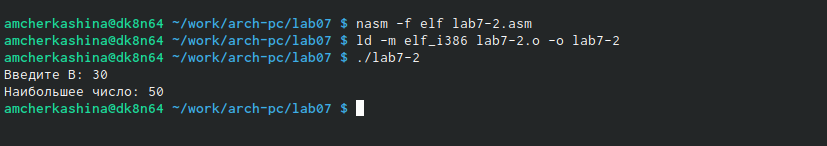 amcherkashina@dk8n64 ~/work/arch-pc/lab07 $ nasm -f elf lab7-2.asm
amcherkashina@dk8n64 ~/work/arch-pc/lab07 $ ld -m elf_i386 lab7-2.o -o lab7-2
amcherkashina@dk8n64 ~/work/arch-pc/lab07 $ ./lab7-2
Введите B: 30
Наибольшее число: 50
amcherkashina@dk8n64 ~/work/arch-pc/lab07 $